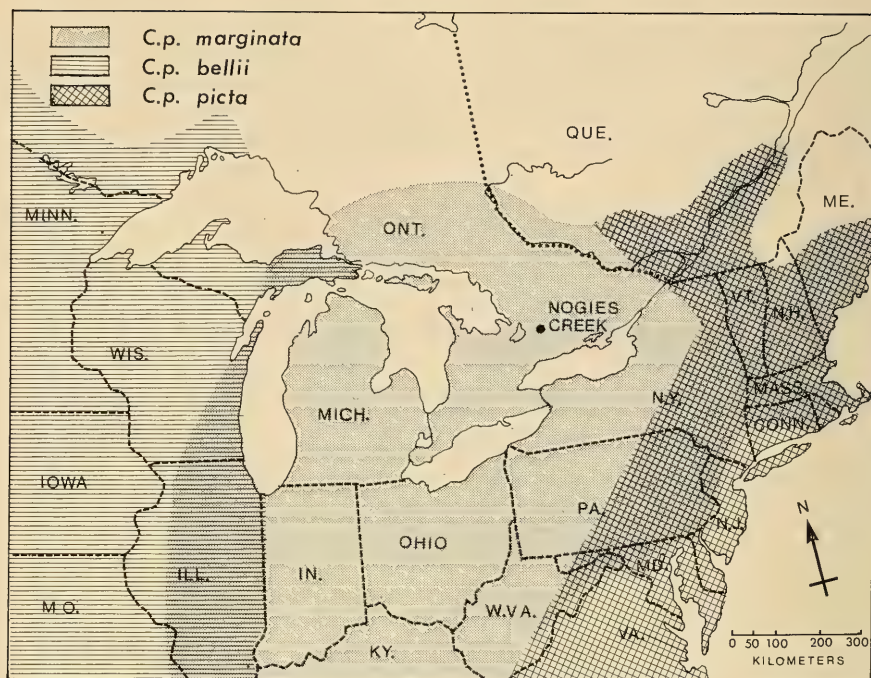 C.p. marginata
C.p. bellii
C.p. picta
QUE.
ME.
MINN.
ONT.
NOGIES
CREEK
VT.
N.H.
WIS.
MASS.
MICH.
N.Y.
CONN.
IOWA
PA.
N.J.
N
OHIO
ILL.
IN.
MD.
MO.
W.VA.
VA.
KY.
0 50 100 200 300
KILOMETERS